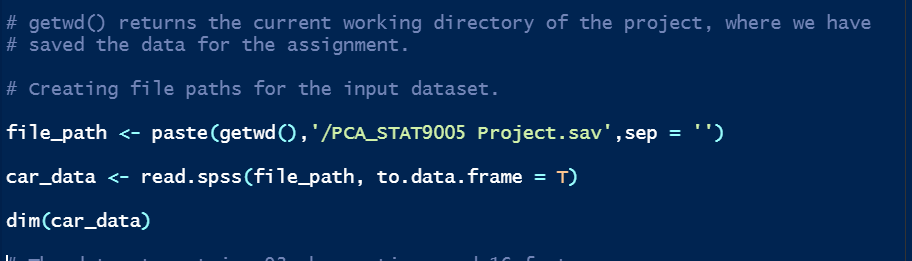 # getwd() returns the current working directory of the project, where we have
# saved the data for the assignment.
# Creating file paths for the input dataset.
file_path <- paste(getwd(),'/PCA_STAT9005 Project.sav',sep = '')
car_data <- read.spss(file_path, to.data.frame = T)
dim(car_data)